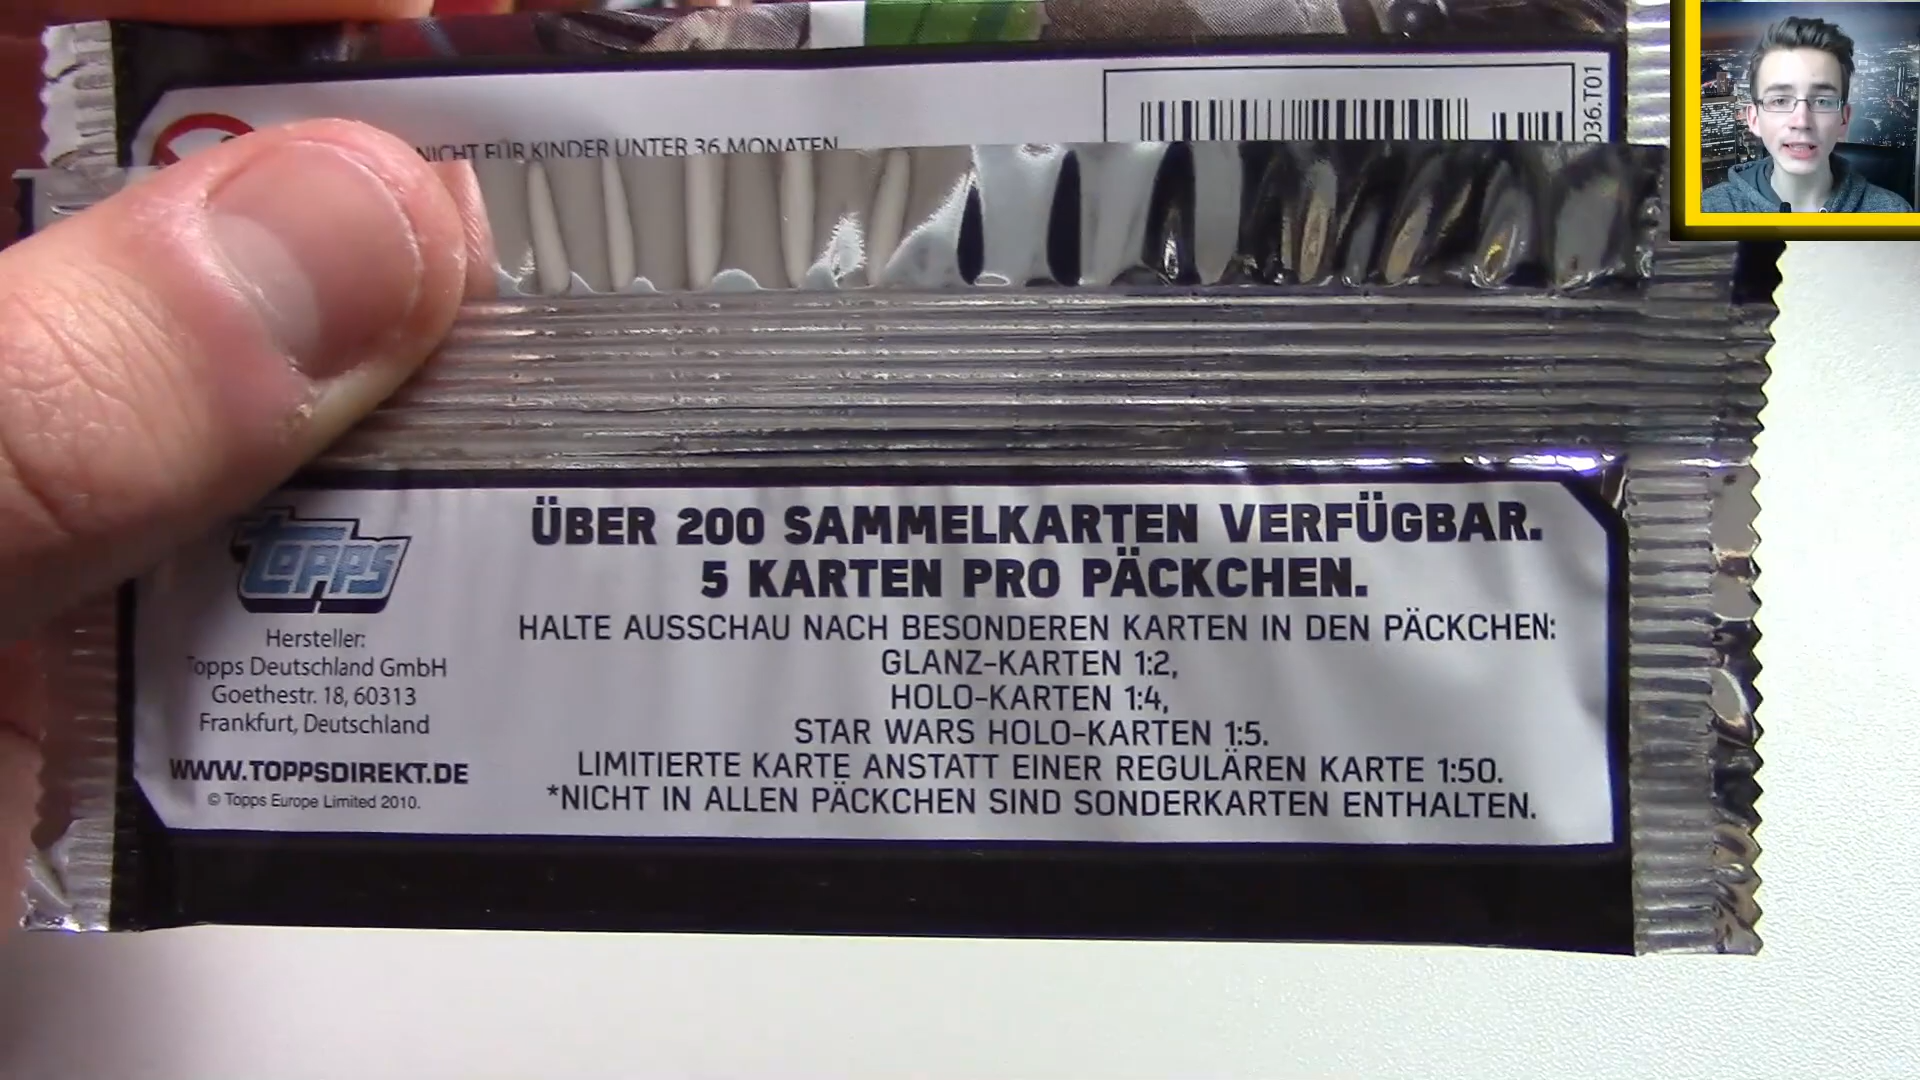 NICHT FÜR KINDER UNTER 36 MONATEN
036.T01
TOPPS
Hersteller:
Topps Deutschland GmbH
Goethestr. 18, 60313
Frankfurt, Deutschland
WWW.TOPPSDIREKT.DE
© Topps Europe Limited 2010.
ÜBER 200 SAMMELKARTEN VERFÜGBAR.
5 KARTEN PRO PÄCKCHEN.
HALTE AUSSCHAU NACH BESONDEREN KARTEN IN DEN PÄCKCHEN:
GLANZ-KARTEN 1:2,
HOLO-KARTEN 1:4,
STAR WARS HOLO-KARTEN 1:5.
LIMITIERTE KARTE ANSTATT EINER REGULÄREN KARTE 1:50.
*NICHT IN ALLEN PÄCKCHEN SIND SONDERKARTEN ENTHALTEN.